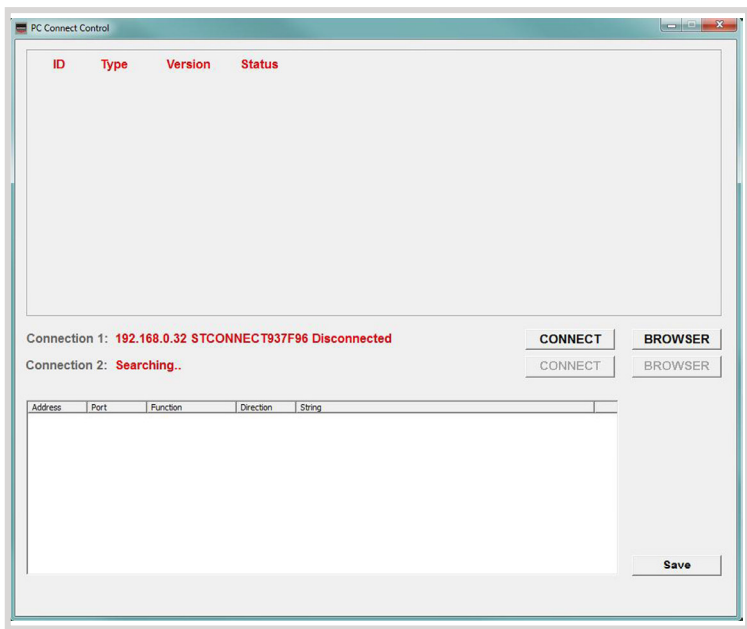 PC Connect Control
ID Type Version Status
Connection 1: 192.168.0.32 STCONNECT937F96 Disconnected CONNECT BROWSER
Connection 2: Searching.. CONNECT BROWSER
Address Port Function Direction String
Save